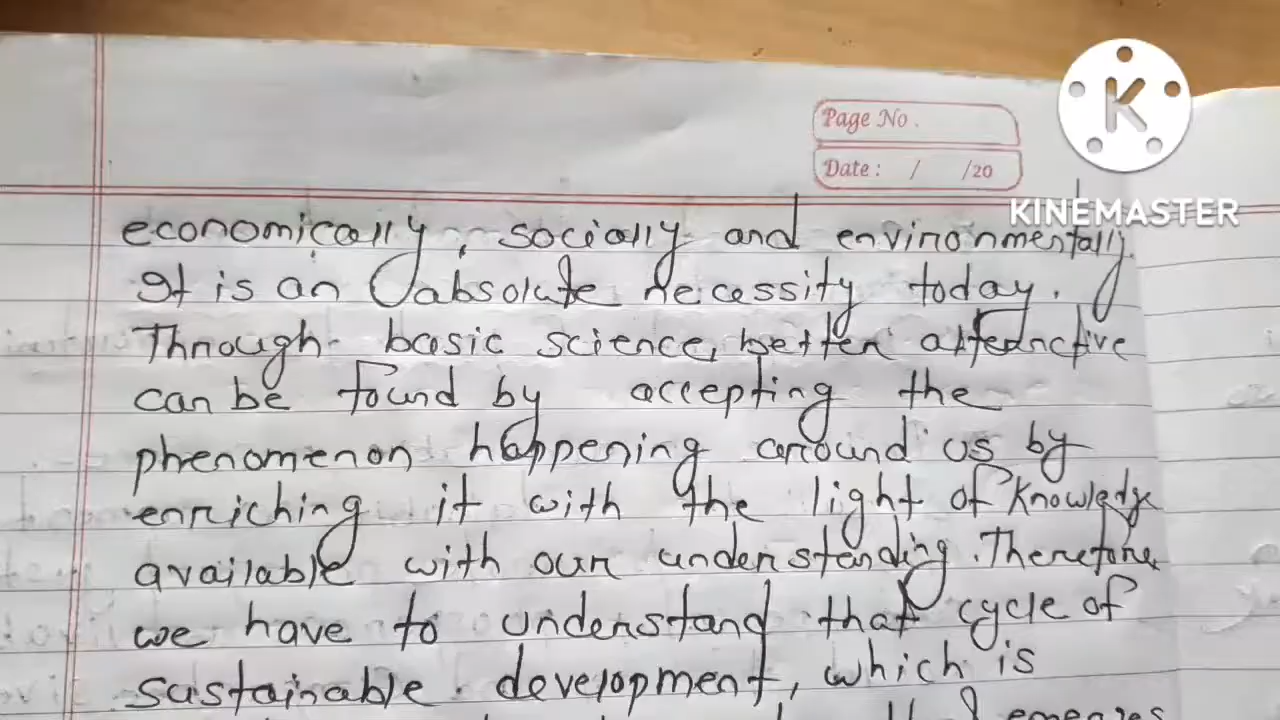 Page No.
Date : / /20
K
KINEMASTER
economically, socially and environmentally.
It is an absolute necessity today.
Through basic science, better alternative
can be found by accepting the
phenomenon happening around us by
enriching it with the light of knowledge
available with our understanding. Therefore,
we have to understand that cycle of
sustainable development, which is
emerges